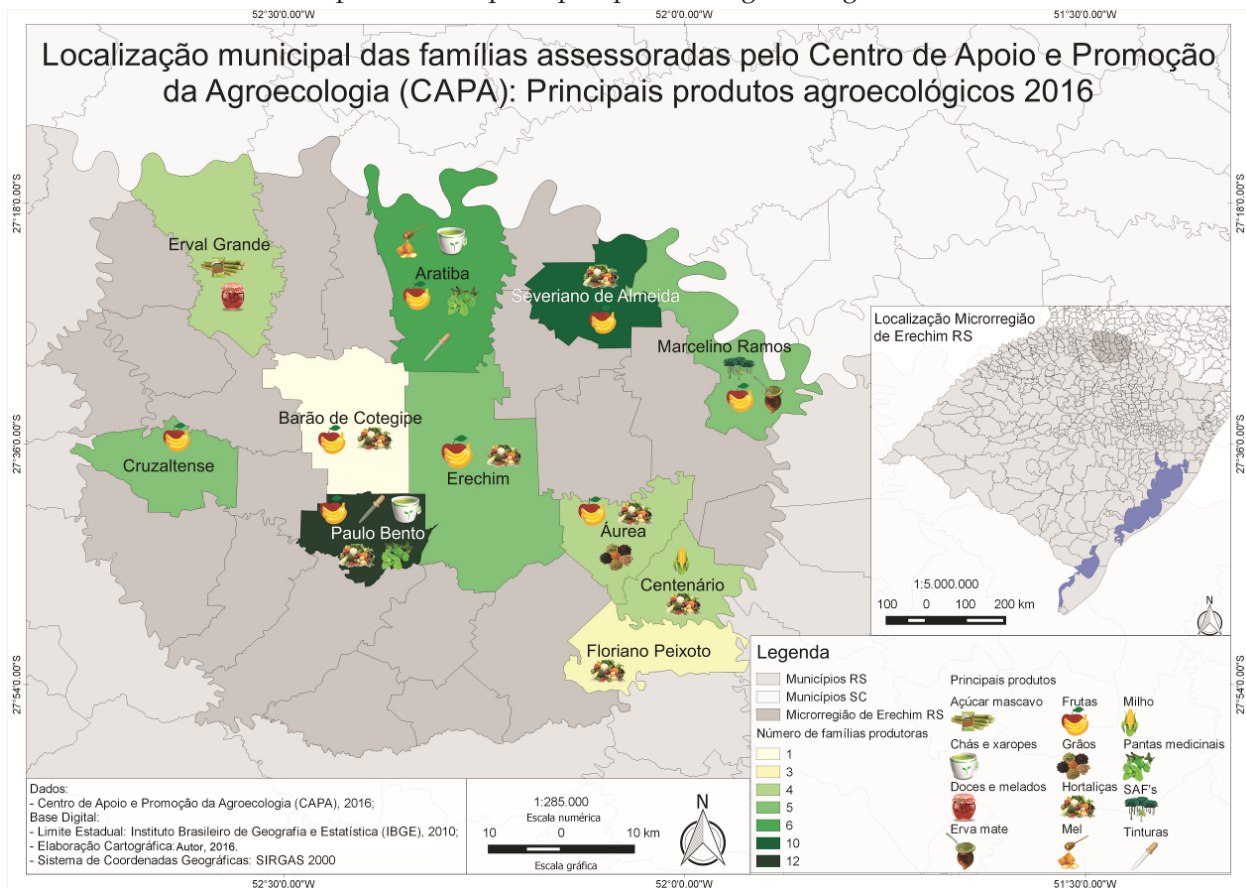 52°30'0.00"W 52°0'0.00"W 51°30'0.00"W
Localização municipal das famílias assessoradas pelo Centro de Apoio e Promoção
da Agroecologia (CAPA): Principais produtos agroecológicos 2016
27°18'0.00"S
27°18'0.00"S
Erval Grande
Aratiba
Severiano de Almeida
Marcelino Ramos
Barão de Cotegipe
Cruzaltense
Erechim
Paulo Bento
Áurea
Centenário
Floriano Peixoto
27°36'0.00"S
27°36'0.00"S
27°54'0.00"S
27°54'0.00"S
Localização Microrregião
de Erechim RS
1:5.000.000
100 0 100 200 km
N
Legenda
Municípios RS
Municípios SC
Microrregião de Erechim RS
Número de famílias produtoras
1
3
4
5
6
10
12
Principais produtos
Açúcar mascavo Frutas Milho
Chás e xaropes Grãos Pantas medicinais
Doces e melados Hortaliças SAF's
Erva mate Mel Tinturas
Dados:
- Centro de Apoio e Promoção da Agroecologia (CAPA), 2016;
Base Digital:
- Limite Estadual: Instituto Brasileiro de Geografia e Estatística (IBGE), 2010;
- Elaboração Cartográfica: Autor, 2016.
- Sistema de Coordenadas Geográficas: SIRGAS 2000
1:285.000
Escala numérica
10 0 10 km
Escala gráfica
N
52°30'0.00"W 52°0'0.00"W 51°30'0.00"W